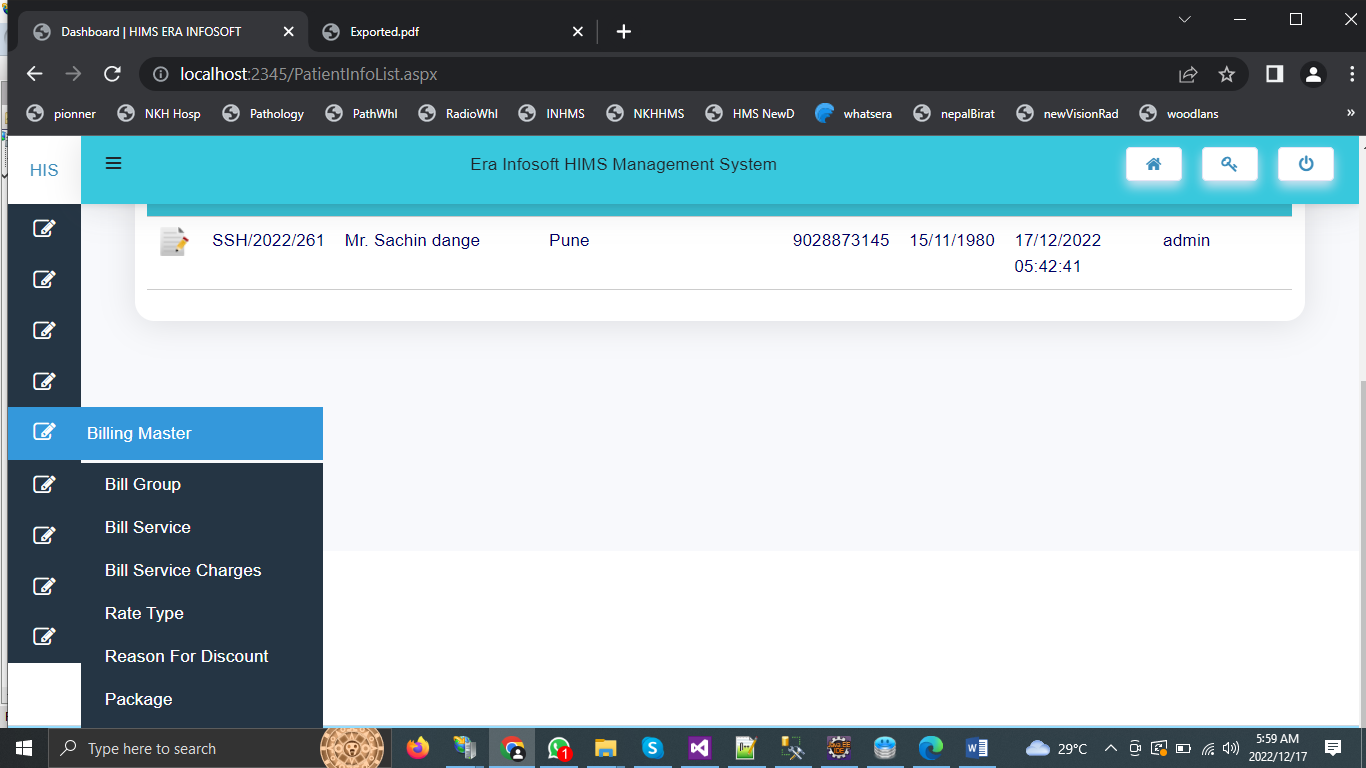 Dashboard | HIMS ERA INFOSOFT
Exported.pdf
localhost:2345/PatientInfoList.aspx
pionner
NKH Hosp
Pathology
PathWhl
RadioWhl
INHMS
NKHHMS
HMS NewD
whatsera
nepalBirat
newVisionRad
woodlans
»
HIS
Era Infosoft HIMS Management System
SSH/2022/261 Mr. Sachin dange Pune 9028873145 15/11/1980 17/12/2022 admin
05:42:41
Billing Master
Bill Group
Bill Service
Bill Service Charges
Rate Type
Reason For Discount
Package
Type here to search
1
29°C
5:59 AM
2022/12/17